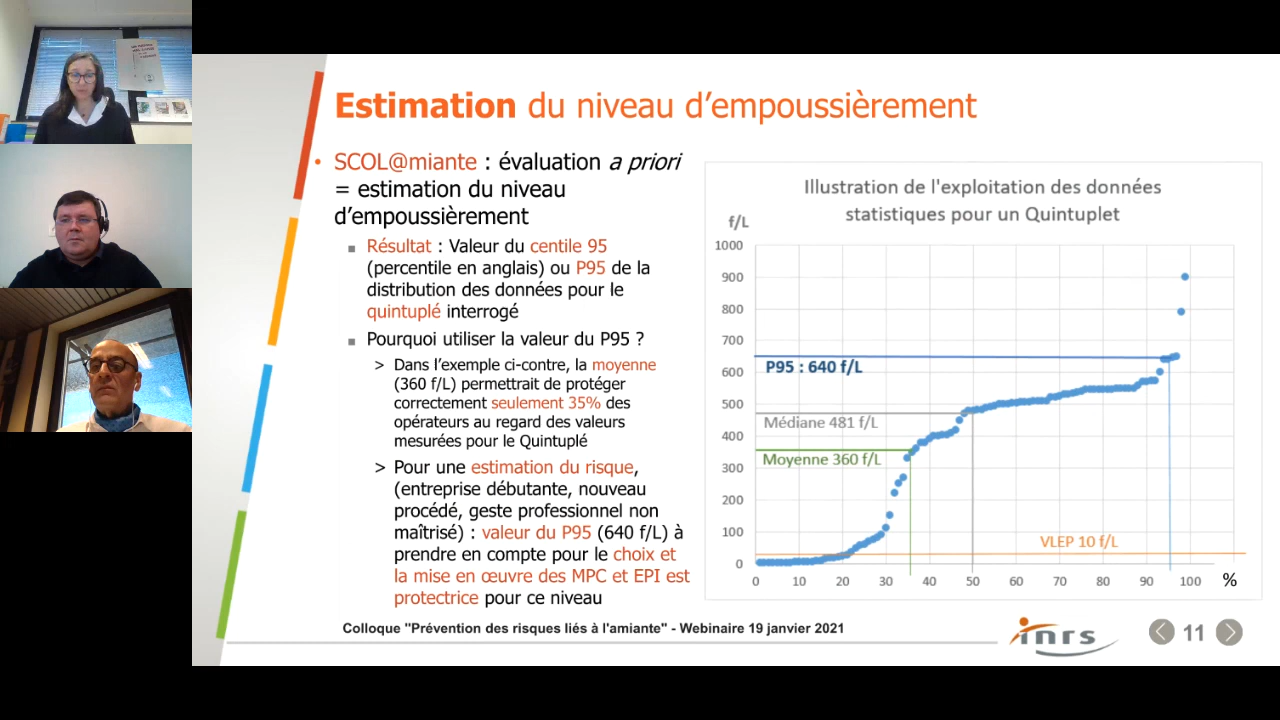 Estimation du niveau d'empoussièrement
• SCOL@miante : évaluation a priori
= estimation du niveau
d'empoussièrement
▪ Résultat : Valeur du centile 95
(percentile en anglais) ou P95 de la
distribution des données pour le
quintuplé interrogé
▪ Pourquoi utiliser la valeur du P95 ?
> Dans l'exemple ci-contre, la moyenne
(360 f/L) permettrait de protéger
correctement seulement 35% des
opérateurs au regard des valeurs
mesurées pour le Quintuplé
> Pour une estimation du risque,
(entreprise débutante, nouveau
procédé, geste professionnel non
maîtrisé) : valeur du P95 (640 f/L) à
prendre en compte pour le choix et
la mise en œuvre des MPC et EPI est
protectrice pour ce niveau
Illustration de l'exploitation des données
statistiques pour un Quintuplet
f/L
1000
900
800
700
600
500
400
300
200
100
0
P95 : 640 f/L
Médiane 481 f/L
Moyenne 360 f/L
VLEP 10 f/L
0 10 20 30 40 50 60 70 80 90 100 %
Colloque "Prévention des risques liés à l'amiante" - Webinaire 19 janvier 2021
inrs
11